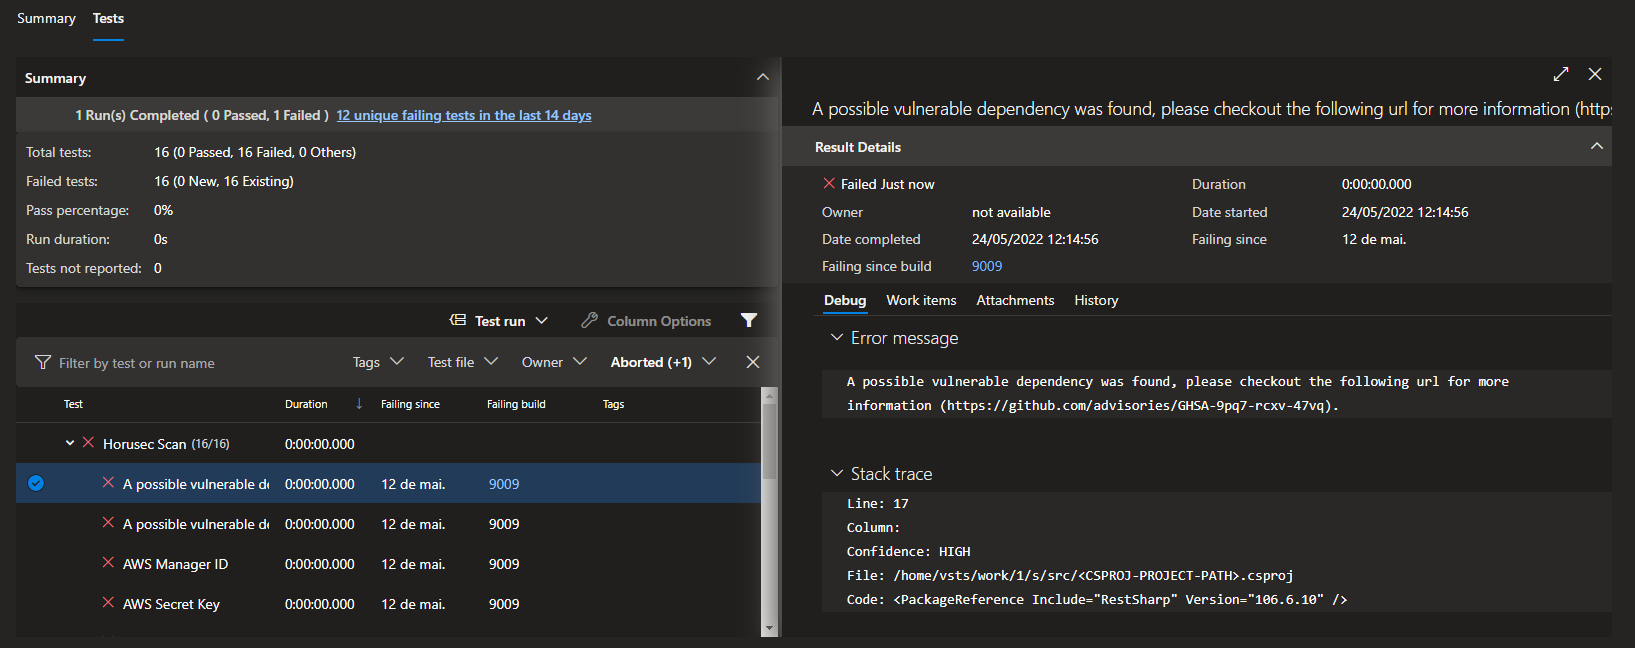 Summary Tests
Summary
1 Run(s) Completed ( 0 Passed, 1 Failed ) 12 unique failing tests in the last 14 days
Total tests: 16 (0 Passed, 16 Failed, 0 Others)
Failed tests: 16 (0 New, 16 Existing)
Pass percentage: 0%
Run duration: 0s
Tests not reported: 0
Test run Column Options
Filter by test or run name Tags Test file Owner Aborted (+1)
Test Duration Failing since Failing build Tags
Horusec Scan (16/16) 0:00:00.000
A possible vulnerable de 0:00:00.000 12 de mai. 9009
A possible vulnerable de 0:00:00.000 12 de mai. 9009
AWS Manager ID 0:00:00.000 12 de mai. 9009
AWS Secret Key 0:00:00.000 12 de mai. 9009
A possible vulnerable dependency was found, please checkout the following url for more information (http
Result Details
Failed Just now Duration 0:00:00.000
Owner not available Date started 24/05/2022 12:14:56
Date completed 24/05/2022 12:14:56 Failing since 12 de mai.
Failing since build 9009
Debug Work items Attachments History
Error message
A possible vulnerable dependency was found, please checkout the following url for more
information (https://github.com/advisories/GHSA-9pq7-rcxv-47vq).
Stack trace
Line: 17
Column:
Confidence: HIGH
File: /home/vsts/work/1/s/src/<CSPROJ-PROJECT-PATH>.csproj
Code: <PackageReference Include="RestSharp" Version="106.6.10" />